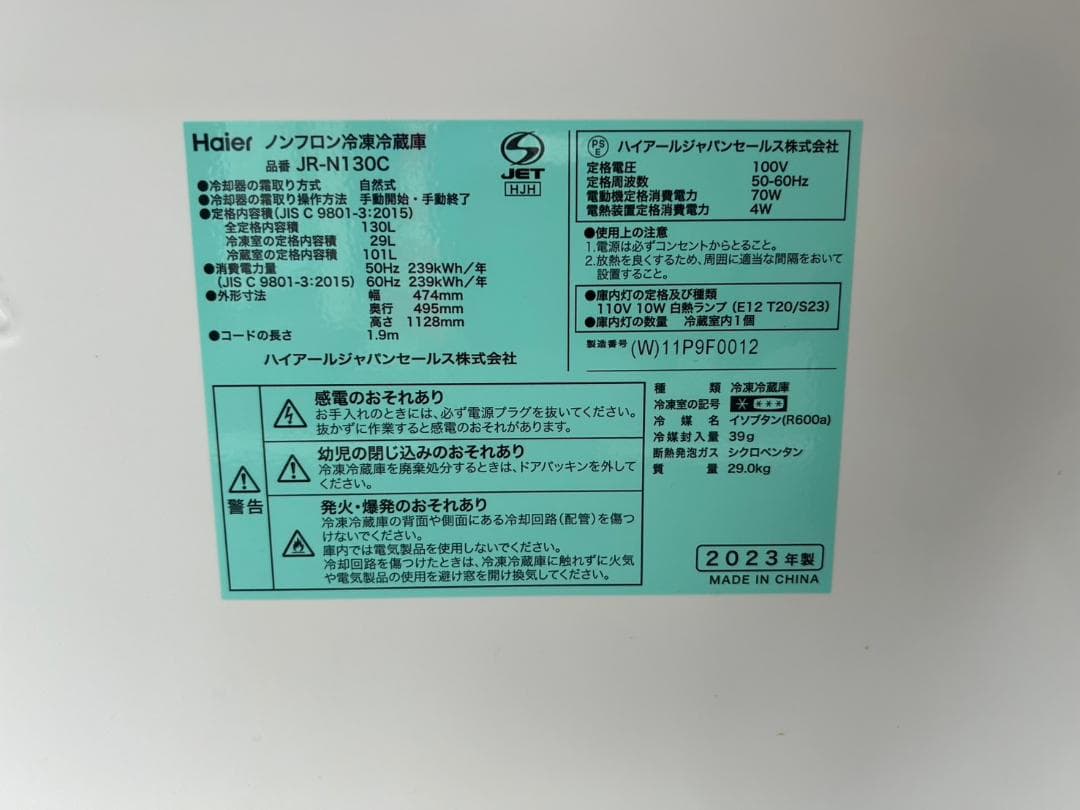 Haier ノンフロン冷凍冷蔵庫
品番 JR-N130C
●冷却器の霜取り方式 自然式
●冷却器の霜取り操作方法 手動開始・手動終了
●定格内容積(JIS C 9801-3:2015)
全定格内容積 130L
冷凍室の定格内容積 29L
冷蔵室の定格内容積 101L
●消費電力量 50Hz 239kWh/年
(JIS C 9801-3:2015) 60Hz 239kWh/年
●外形寸法 幅 474mm
奥行 495mm
高さ 1128mm
●コードの長さ 1.9m
ハイアールジャパンセールス株式会社
S
JET
HJH
PS
E
ハイアールジャパンセールス株式会社
定格電圧 100V
定格周波数 50-60Hz
電動機定格消費電力 70W
電熱装置定格消費電力 4W
●使用上の注意
1.電源は必ずコンセントからとること。
2.放熱を良くするため、周囲に適当な間隔をおいて
設置すること。
●庫内灯の定格及び種類
110V 10W 白熱ランプ (E12 T20/S23)
●庫内灯の数量 冷蔵室内1個
製造番号 (W)11P9F0012
警告
感電のおそれあり
お手入れのときには、必ず電源プラグを抜いてください。
抜かずに作業すると感電のおそれがあります。
幼児の閉じ込みのおそれあり
冷凍冷蔵庫を廃棄処分するときは、ドアパッキンを外して
ください。
発火・爆発のおそれあり
冷凍冷蔵庫の背面や側面にある冷却回路(配管)を傷つ
けないでください。
庫内では電気製品を使用しないでください。
冷却回路を傷つけたときは、冷凍冷蔵庫に触れずに火気
や電気製品の使用を避け窓を開け換気してください。
種類 冷凍冷蔵庫
冷凍室の記号 * ***
冷媒名 イソブタン(R600a)
冷媒封入量 39g
断熱発泡ガス シクロペンタン
質量 29.0kg
2023年製
MADE IN CHINA